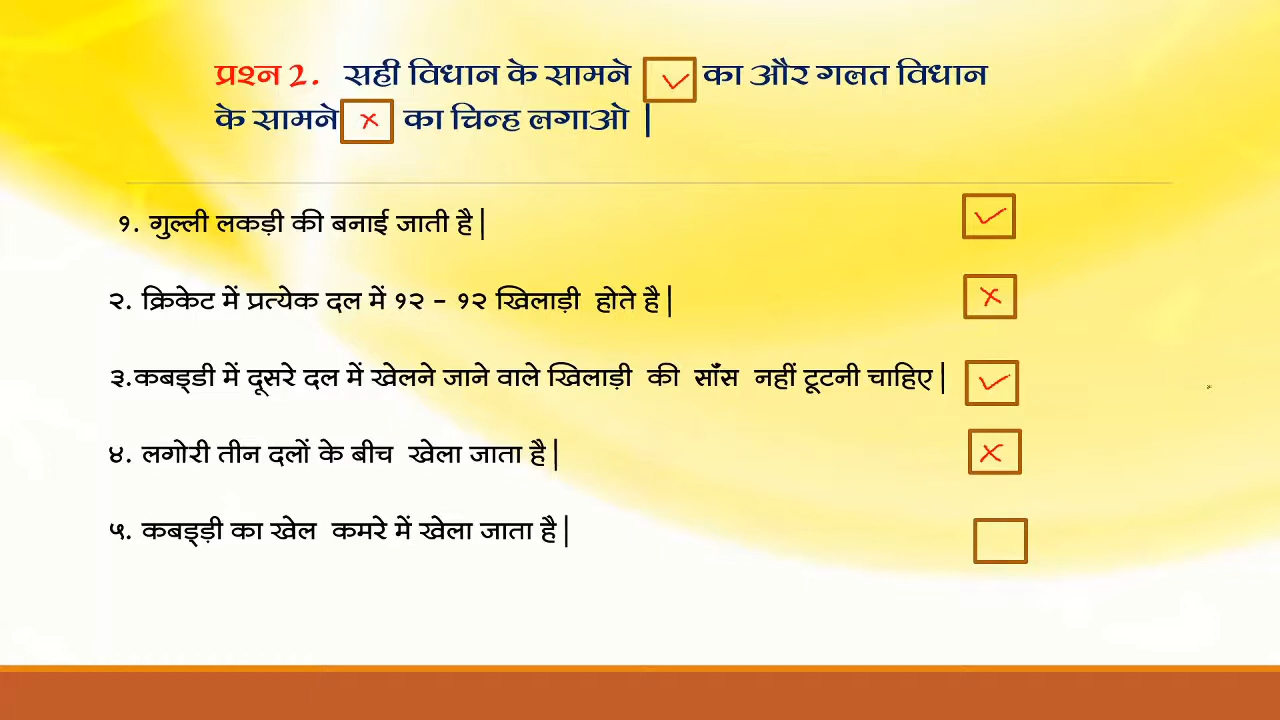 प्रश्न 2. सही विधान के सामने ✓ का और गलत विधान
के सामने × का चिन्ह लगाओ |
१. गुल्ली लकड़ी की बनाई जाती है| ✓
२. क्रिकेट में प्रत्येक दल में १२ – १२ खिलाड़ी होते है| ×
३.कबड्डी में दूसरे दल में खेलने जाने वाले खिलाड़ी की साँस नहीं टूटनी चाहिए| ✓
४. लगोरी तीन दलों के बीच खेला जाता है| ×
५. कबड्ड़ी का खेल कमरे में खेला जाता है|